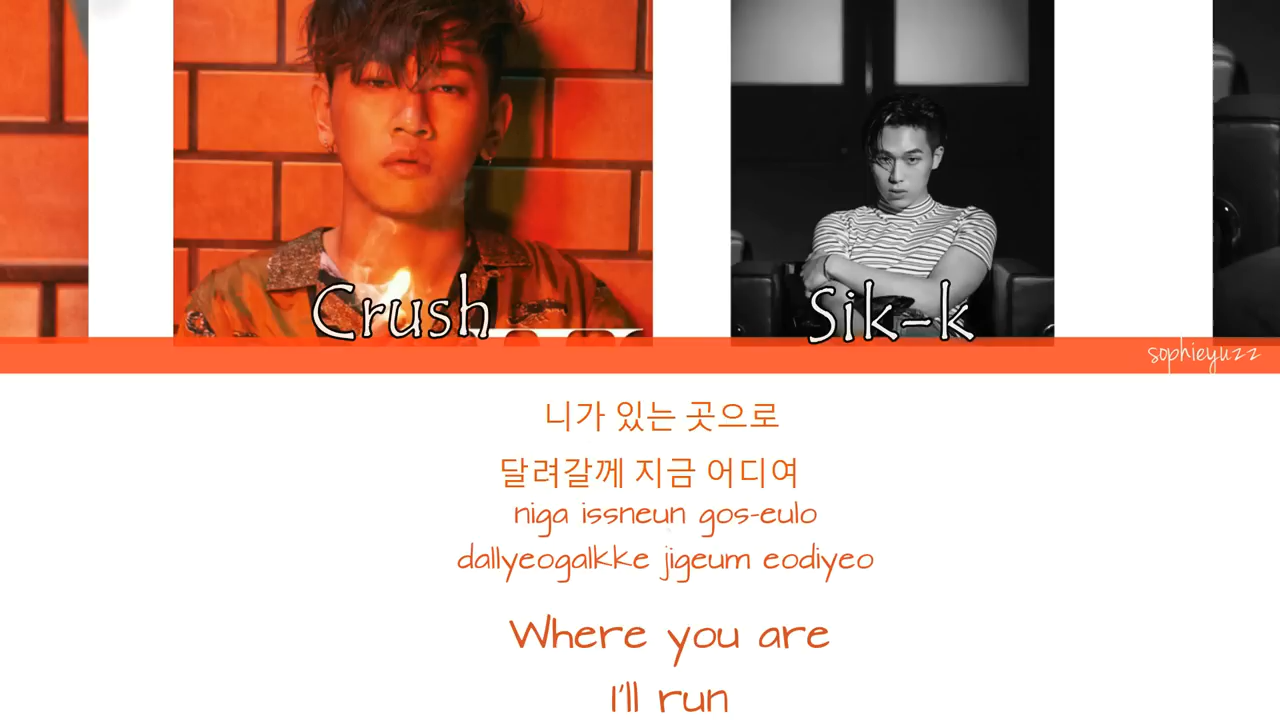 Crush
Sik-k
sophieyuzz
니가 있는 곳으로
달려갈께 지금 어디여
niga issneun gos-eulo
dallyeogalkke jigeum eodiyeo
Where you are
I'll run